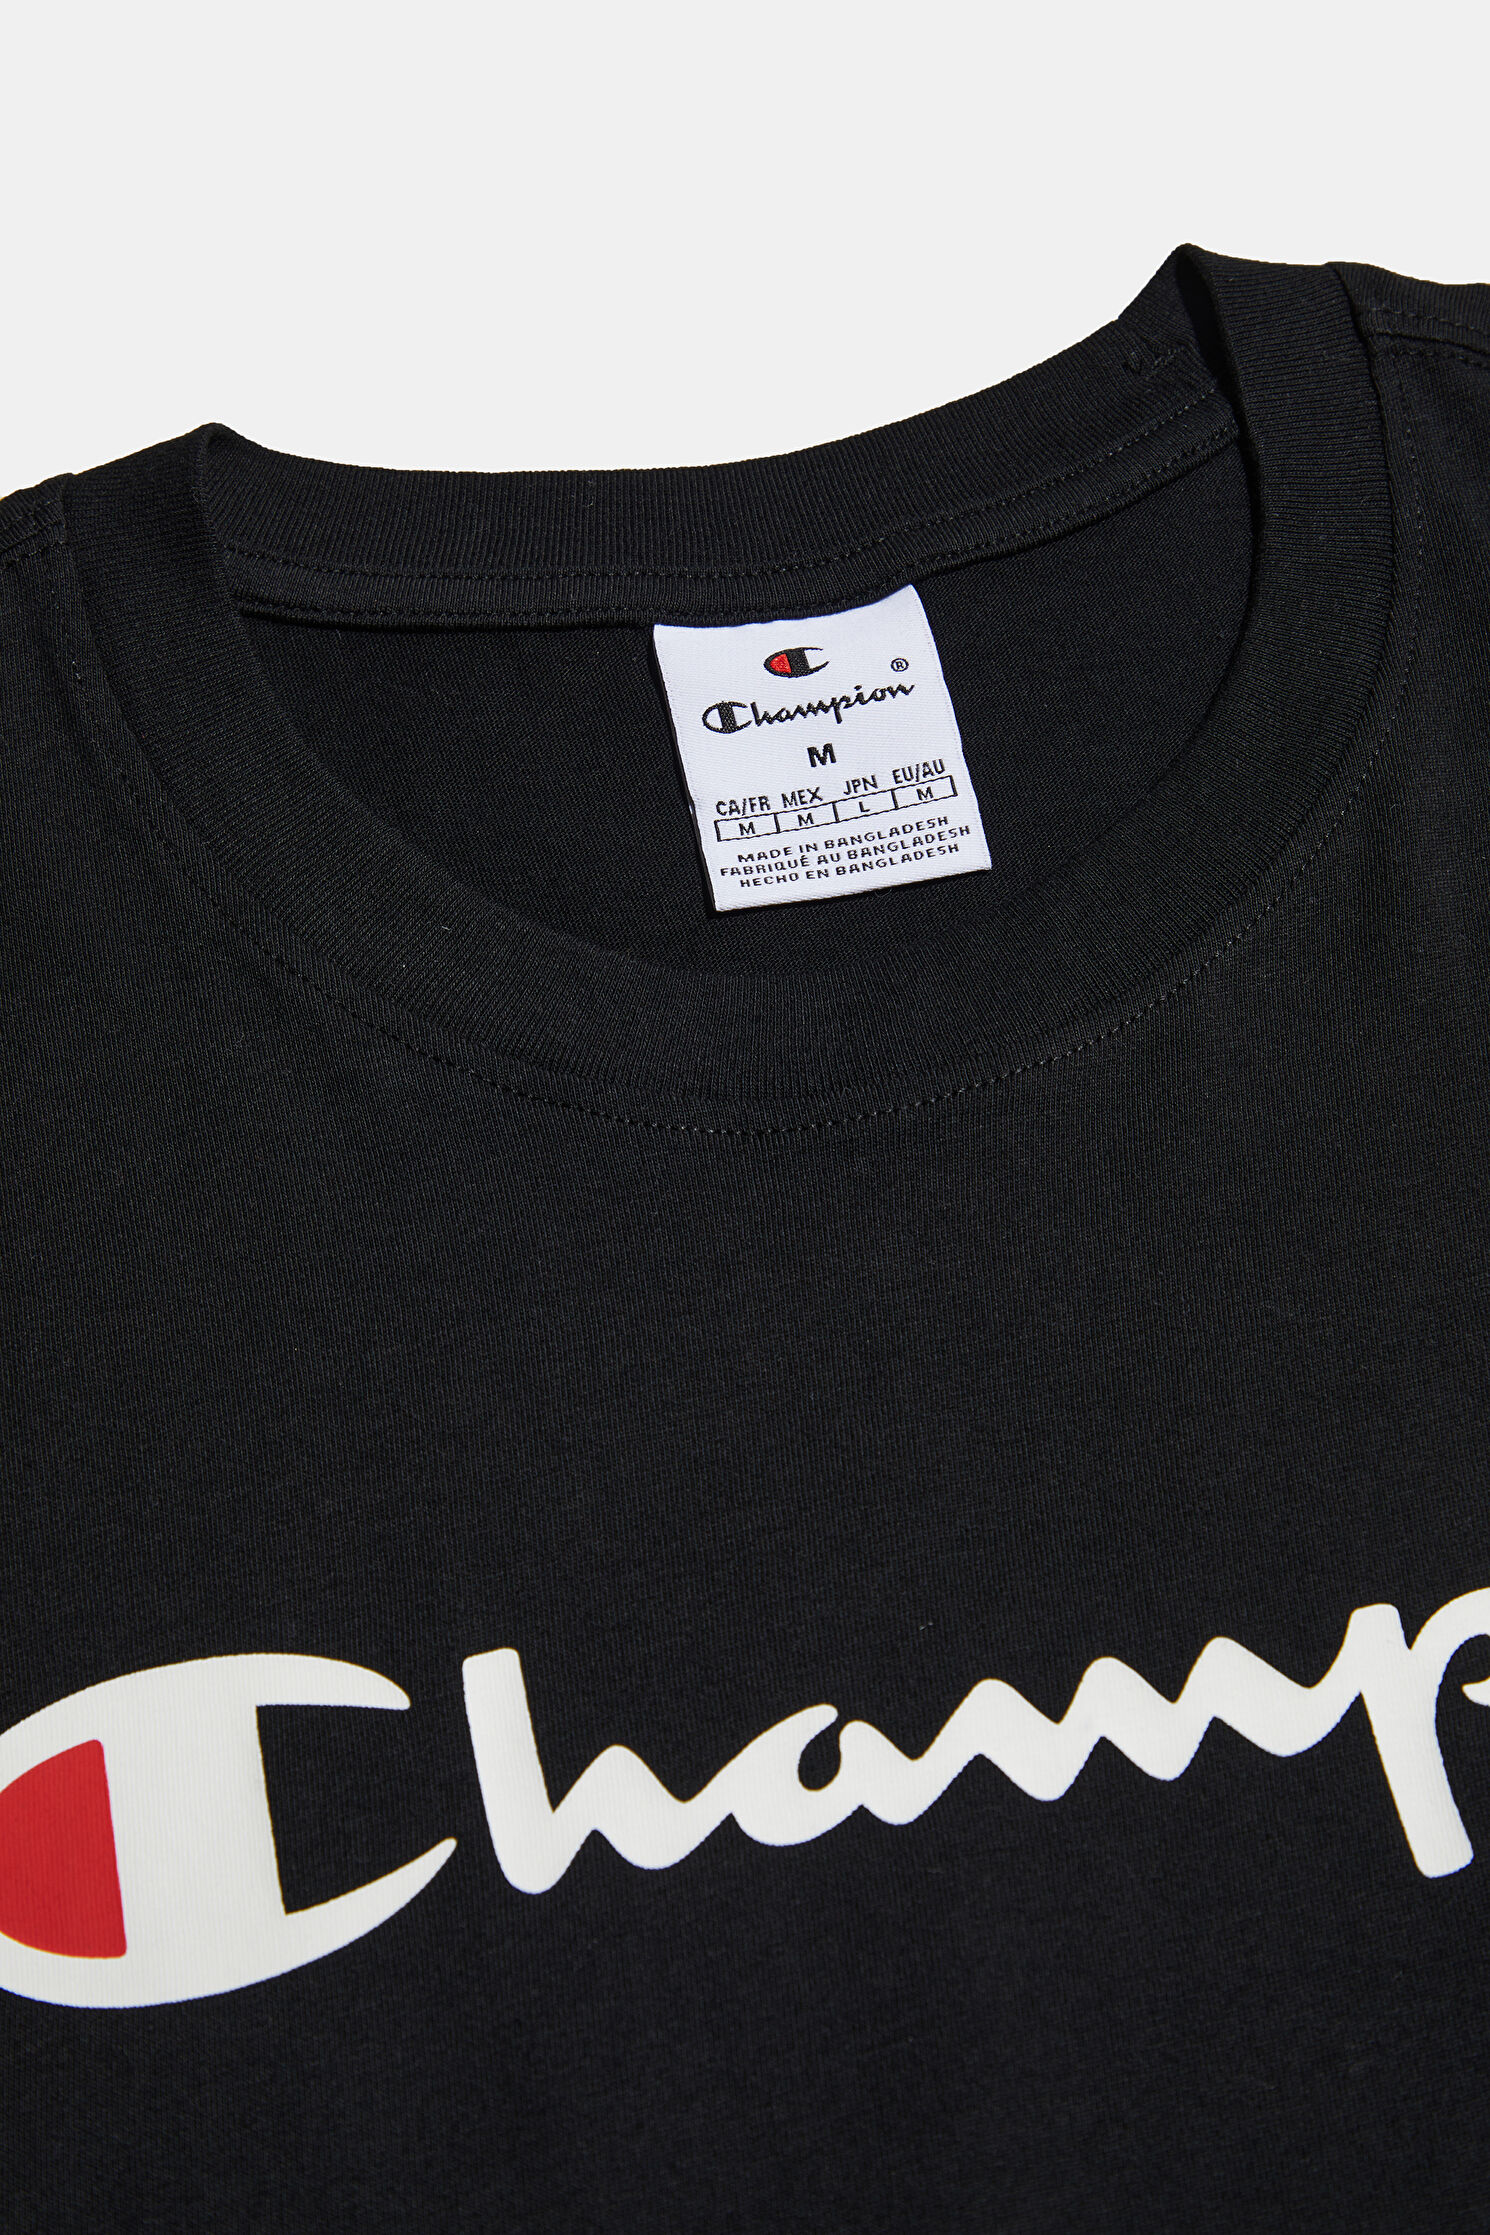 Champion®
M
CA/FR MEX JPN EU/AU
M M L M
MADE IN BANGLADESH
FABRIQUÉ AU BANGLADESH
HECHO EN BANGLADESH
Champ